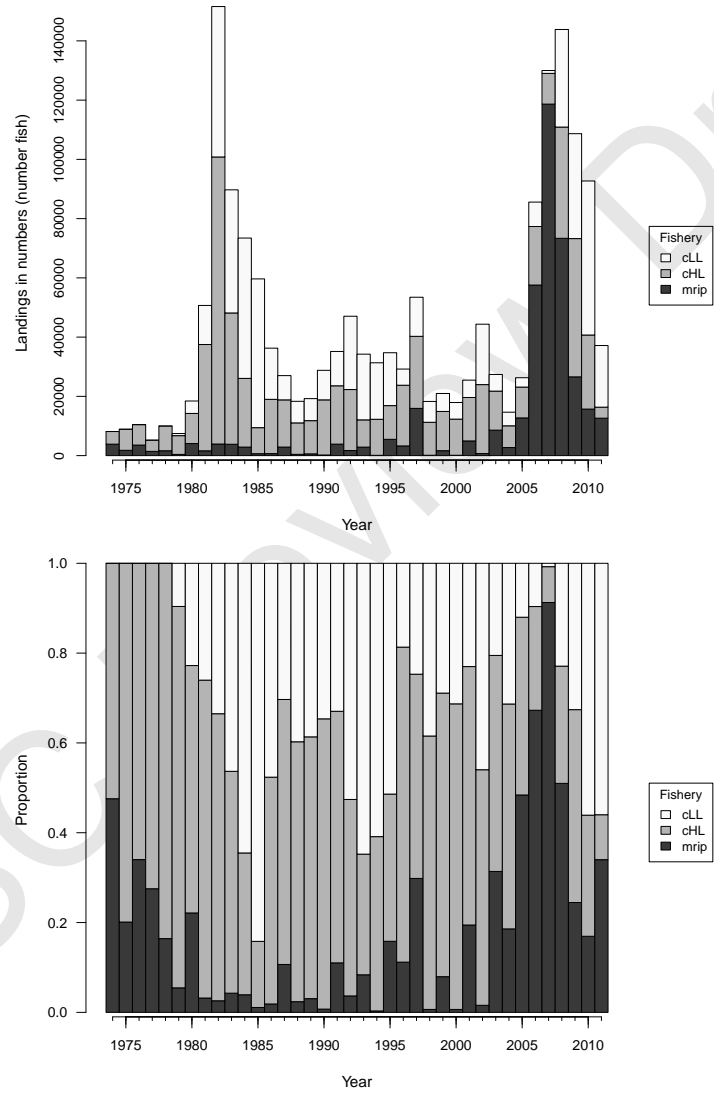 140000
120000
100000
80000
60000
40000
20000
0
Landings in numbers (number fish)
1975 1980 1985 1990 1995 2000 2005 2010
Year
Fishery
cLL
cHL
mrip
1.0
0.8
0.6
0.4
0.2
0.0
Proportion
1975 1980 1985 1990 1995 2000 2005 2010
Year
Fishery
cLL
cHL
mrip